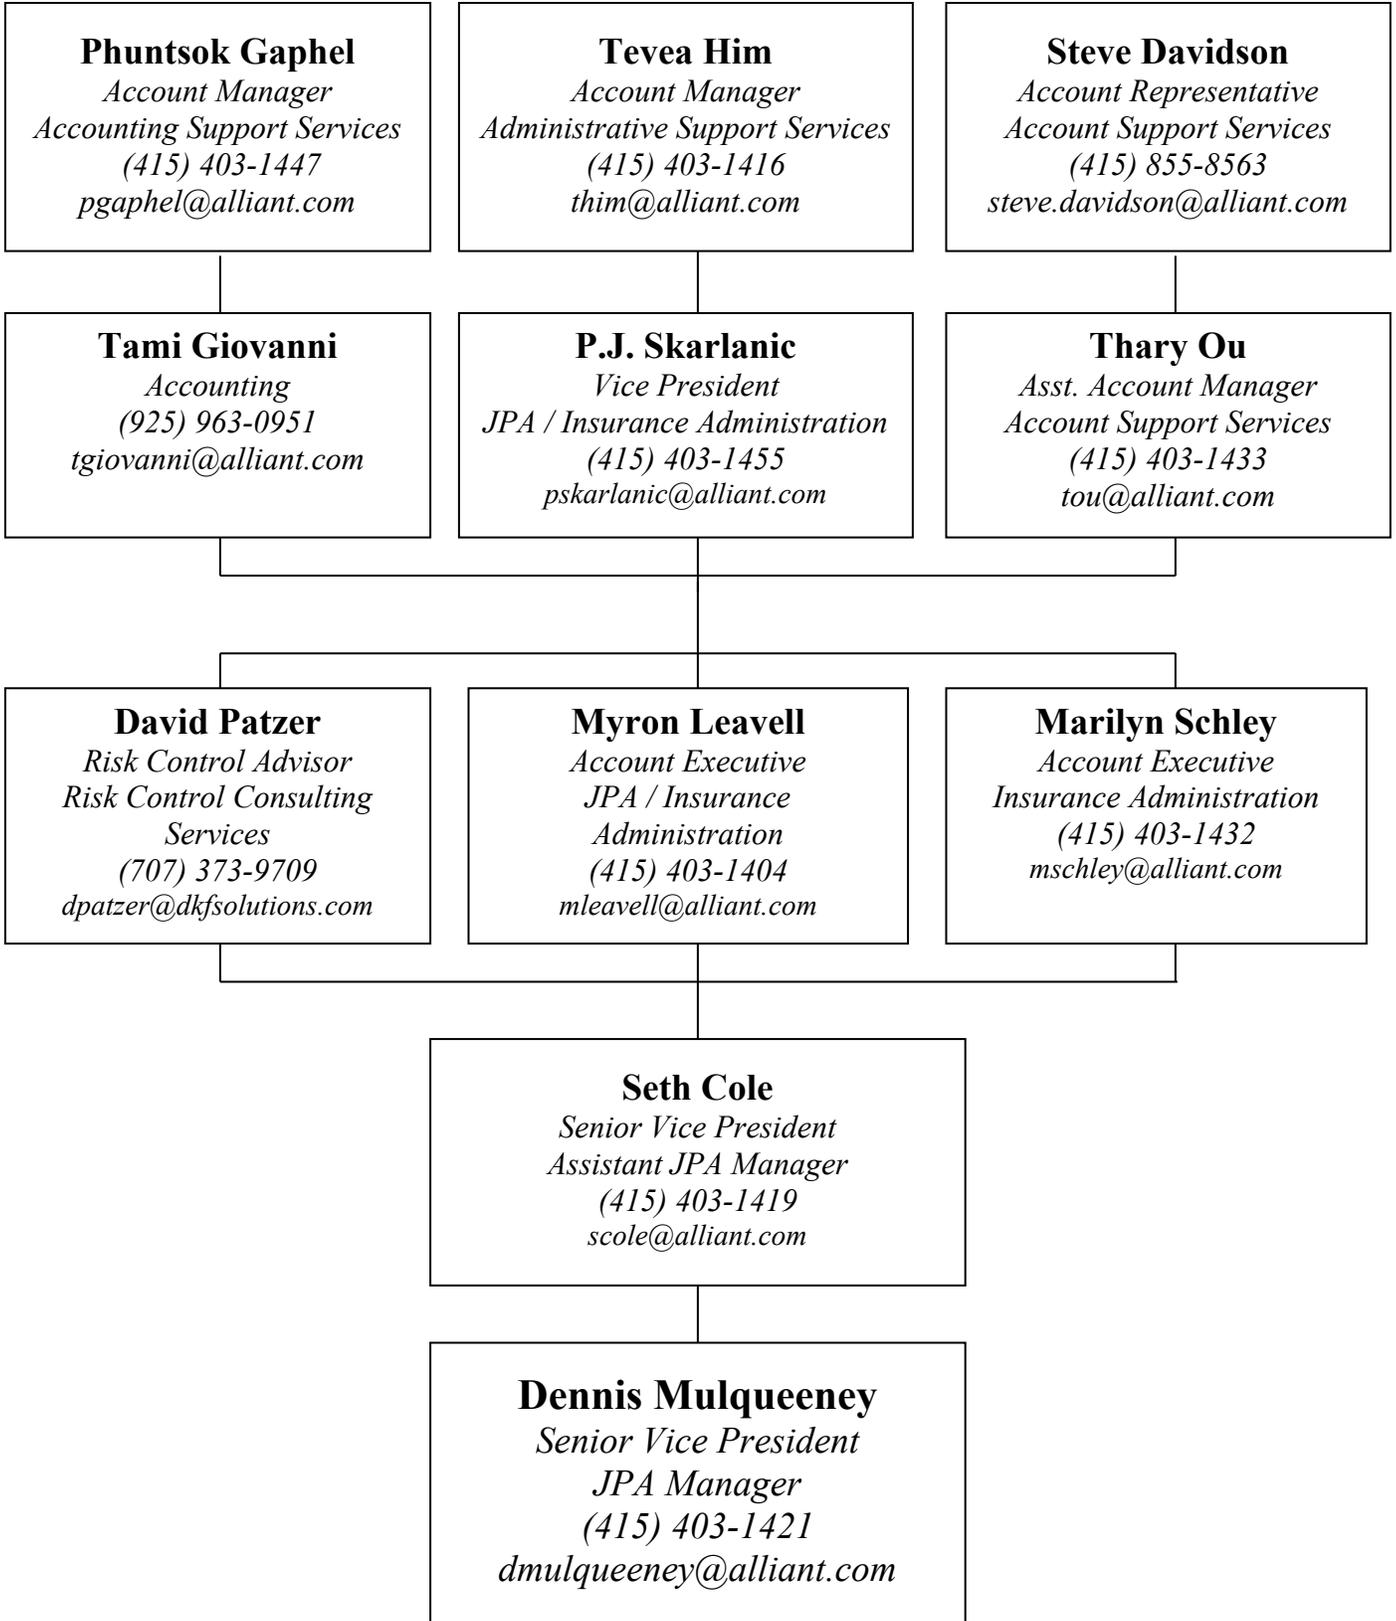 Phuntsok Gaphel
Account Manager
Accounting Support Services
(415) 403-1447
pgaphel@alliant.com
Tevea Him
Account Manager
Administrative Support Services
(415) 403-1416
thim@alliant.com
Steve Davidson
Account Representative
Account Support Services
(415) 855-8563
steve.davidson@alliant.com
Tami Giovanni
Accounting
(925) 963-0951
tgiovanni@alliant.com
P.J. Skarlanic
Vice President
JPA / Insurance Administration
(415) 403-1455
pskarlanic@alliant.com
Thary Ou
Asst. Account Manager
Account Support Services
(415) 403-1433
tou@alliant.com
David Patzer
Risk Control Advisor
Risk Control Consulting
Services
(707) 373-9709
dpatzer@dkfsolutions.com
Myron Leavell
Account Executive
JPA / Insurance
Administration
(415) 403-1404
mleavell@alliant.com
Marilyn Schley
Account Executive
Insurance Administration
(415) 403-1432
mschley@alliant.com
Seth Cole
Senior Vice President
Assistant JPA Manager
(415) 403-1419
scole@alliant.com
Dennis Mulqueeney
Senior Vice President
JPA Manager
(415) 403-1421
dmulqueeney@alliant.com